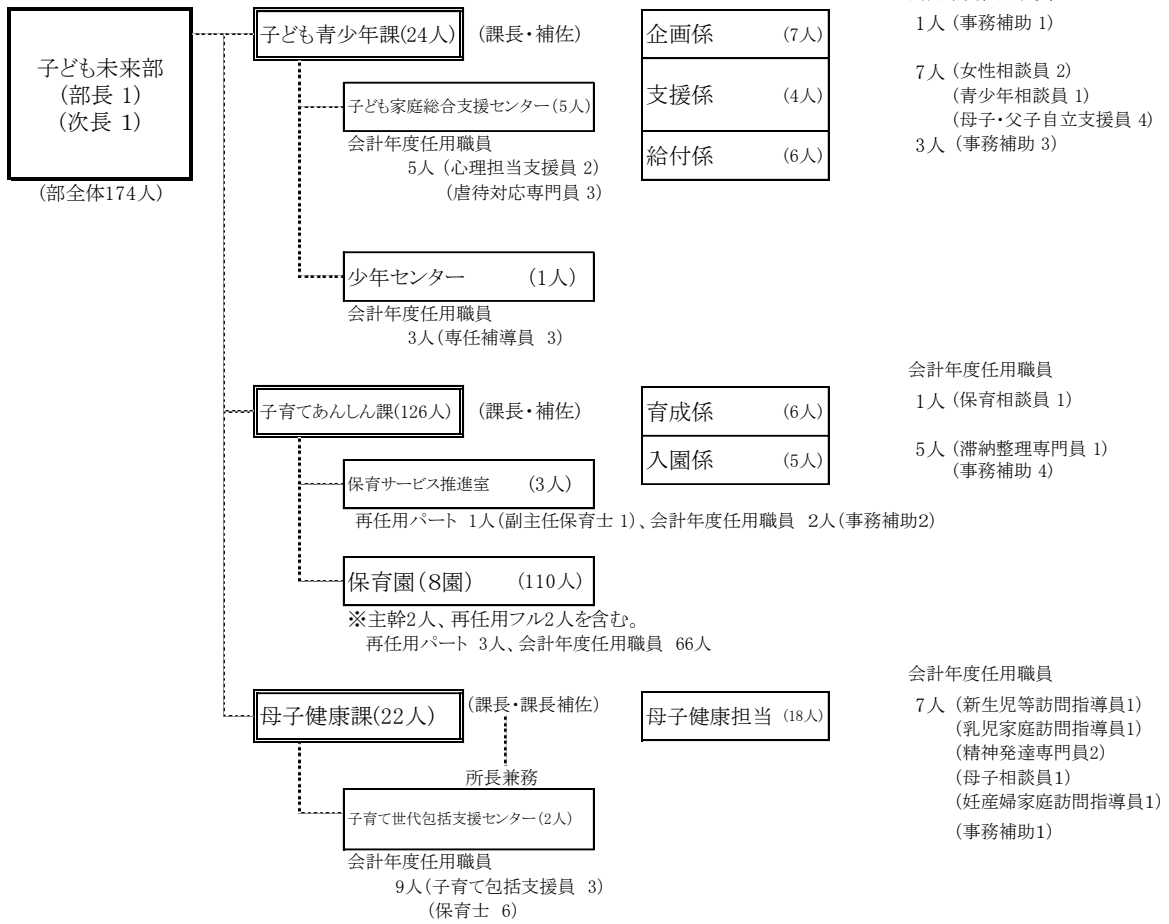 子ども未来部
(部長 1)
(次長 1)
(部全体174人)
子ども青少年課(24人) (課長・補佐)
企画係 (7人)
1人 (事務補助 1)
支援係 (4人)
7人 (女性相談員 2)
(青少年相談員 1)
(母子・父子自立支援員 4)
給付係 (6人)
3人 (事務補助 3)
子ども家庭総合支援センター(5人)
会計年度任用職員
5人 (心理担当支援員 2)
(虐待対応専門員 3)
少年センター (1人)
会計年度任用職員
3人(専任補導員 3)
子育てあんしん課(126人) (課長・補佐)
会計年度任用職員
育成係 (6人)
1人 (保育相談員 1)
入園係 (5人)
5人 (滞納整理専門員 1)
(事務補助 4)
保育サービス推進室 (3人)
再任用パート 1人(副主任保育士 1)、会計年度任用職員 2人(事務補助2)
保育園(8園) (110人)
※主幹2人、再任用フル2人を含む。
再任用パート 3人、会計年度任用職員 66人
母子健康課(22人) (課長・課長補佐)
母子健康担当 (18人)
会計年度任用職員
7人 (新生児等訪問指導員1)
(乳児家庭訪問指導員1)
(精神発達専門員2)
(母子相談員1)
(妊産婦家庭訪問指導員1)
(事務補助1)
所長兼務
子育て世代包括支援センター(2人)
会計年度任用職員
9人(子育て包括支援員 3)
(保育士 6)